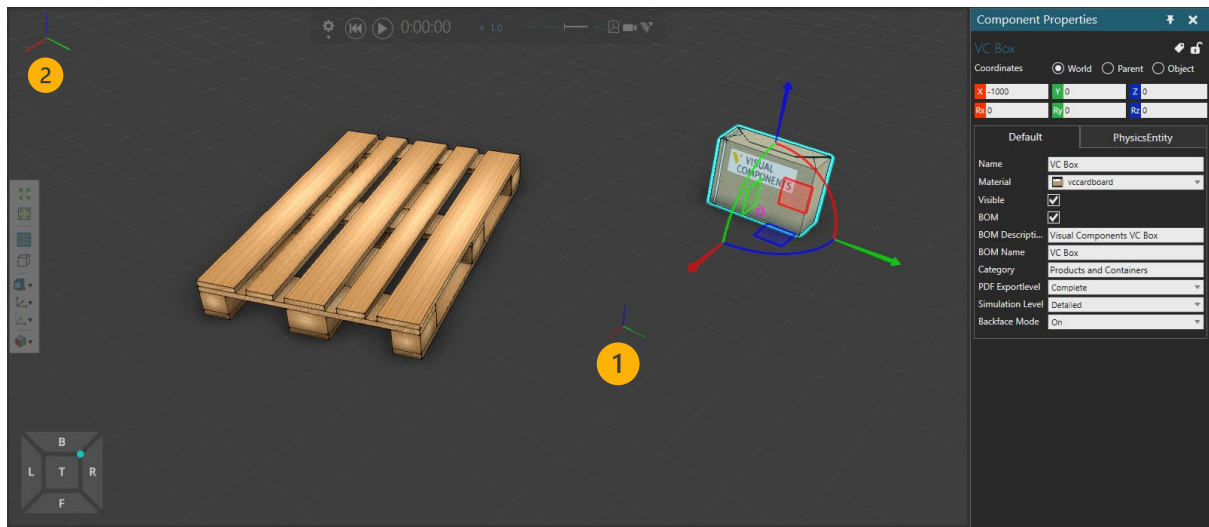 0:00:00
x 1.0
2
VISUAL
COMPONENTS
1
B
L T R
F
Component Properties
VC Box
Coordinates World Parent Object
X -1000 Y 0 Z 0
Rx 0 Ry 0 Rz 0
Default PhysicsEntity
Name VC Box
Material vccardboard
Visible
BOM
BOM Descripti... Visual Components VC Box
BOM Name VC Box
Category Products and Containers
PDF Exportlevel Complete
Simulation Level Detailed
Backface Mode On